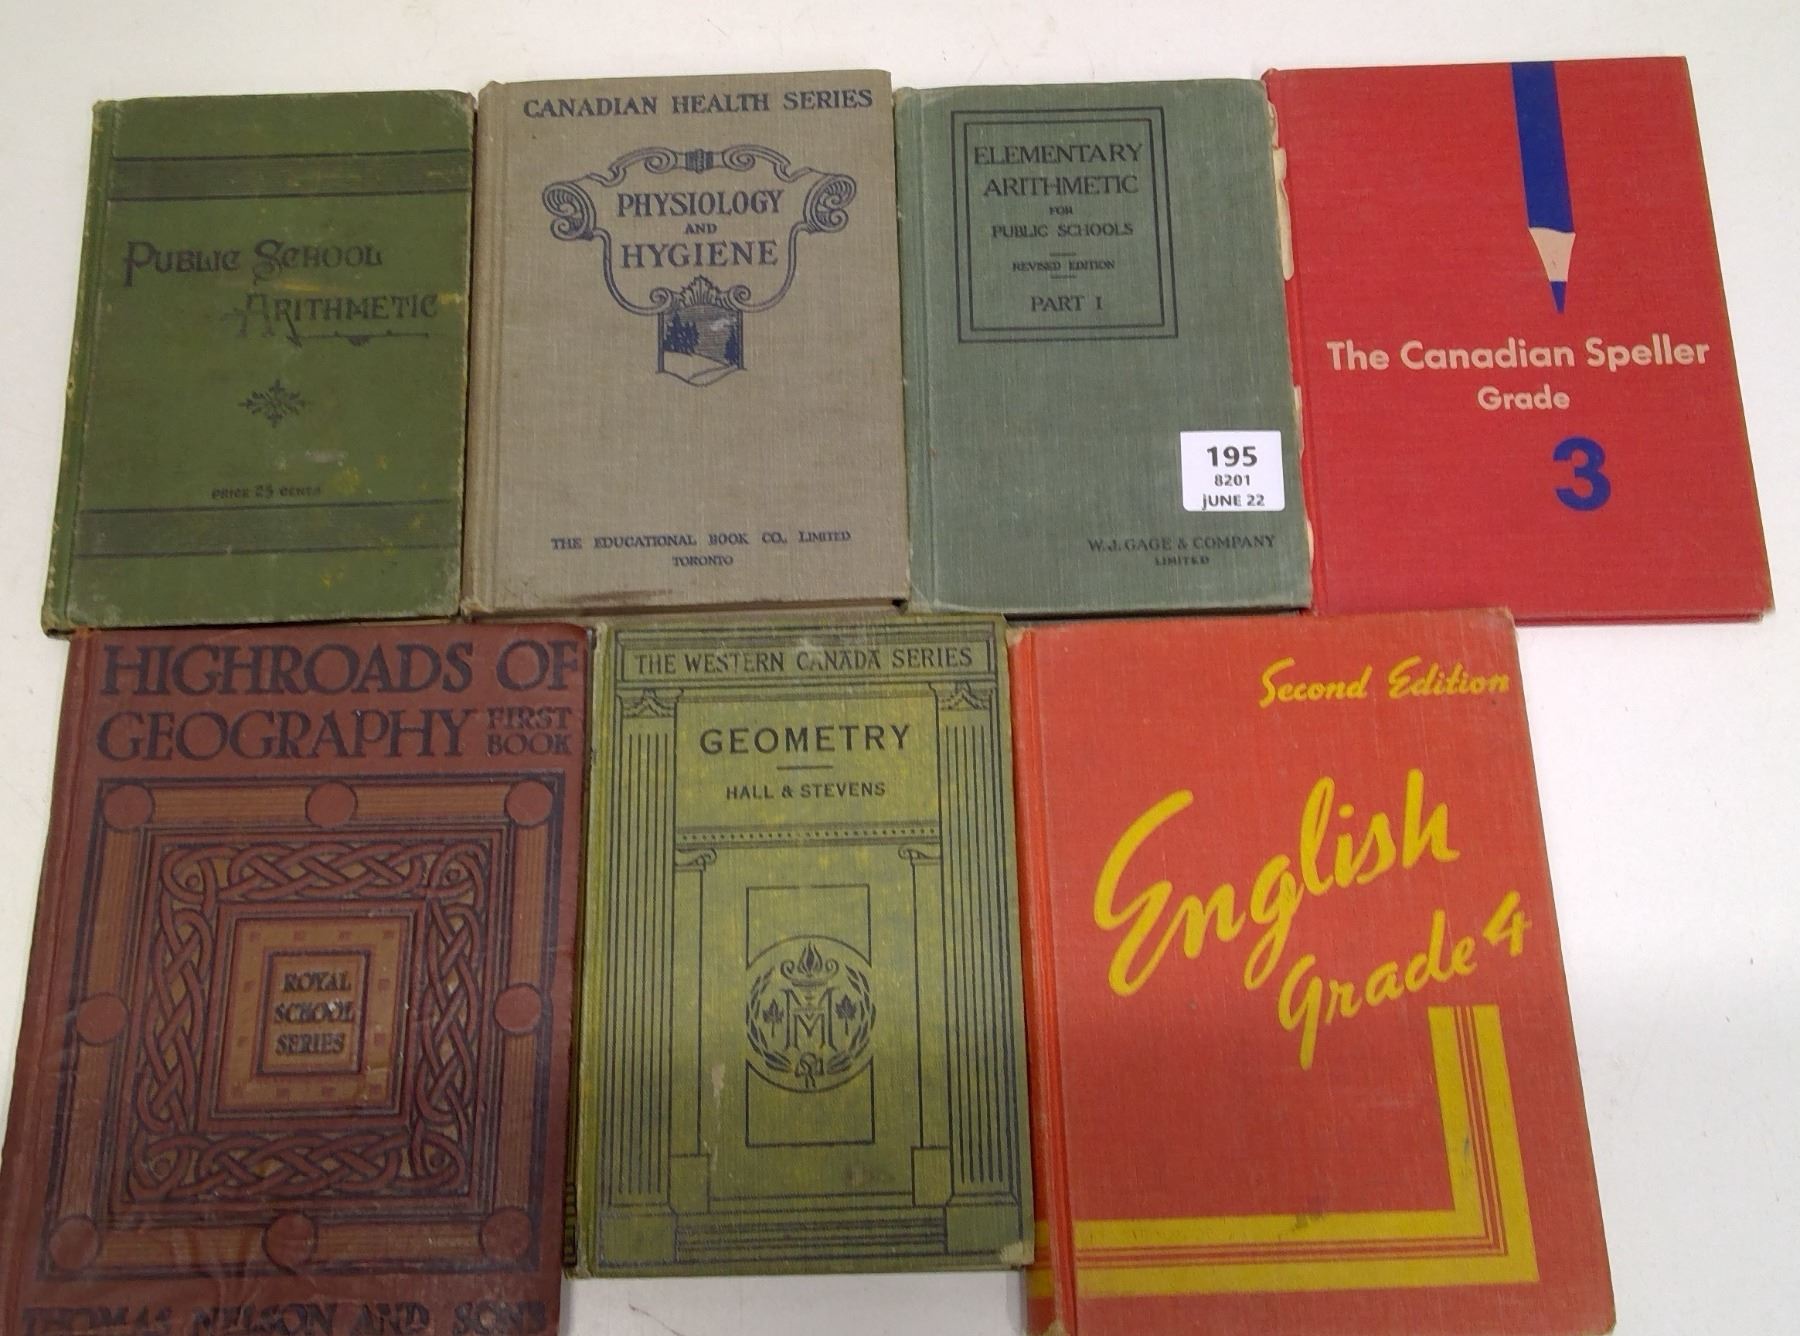 PUBLIC SCHOOL
ARITHMETIC
PRICE 25 CENTS
CANADIAN HEALTH SERIES
PHYSIOLOGY
AND
HYGIENE
THE EDUCATIONAL BOOK CO., LIMITED
TORONTO
ELEMENTARY
ARITHMETIC
FOR
PUBLIC SCHOOLS
REVISED EDITION
PART I
195
8201
JUNE 22
W. J. GAGE & COMPANY
LIMITED
The Canadian Speller
Grade
3
HIGHROADS OF
GEOGRAPHY FIRST
BOOK
ROYAL
SCHOOL
SERIES
THOMAS NELSON AND SONS
THE WESTERN CANADA SERIES
GEOMETRY
HALL & STEVENS
M
Second Edition
English
Grade 4